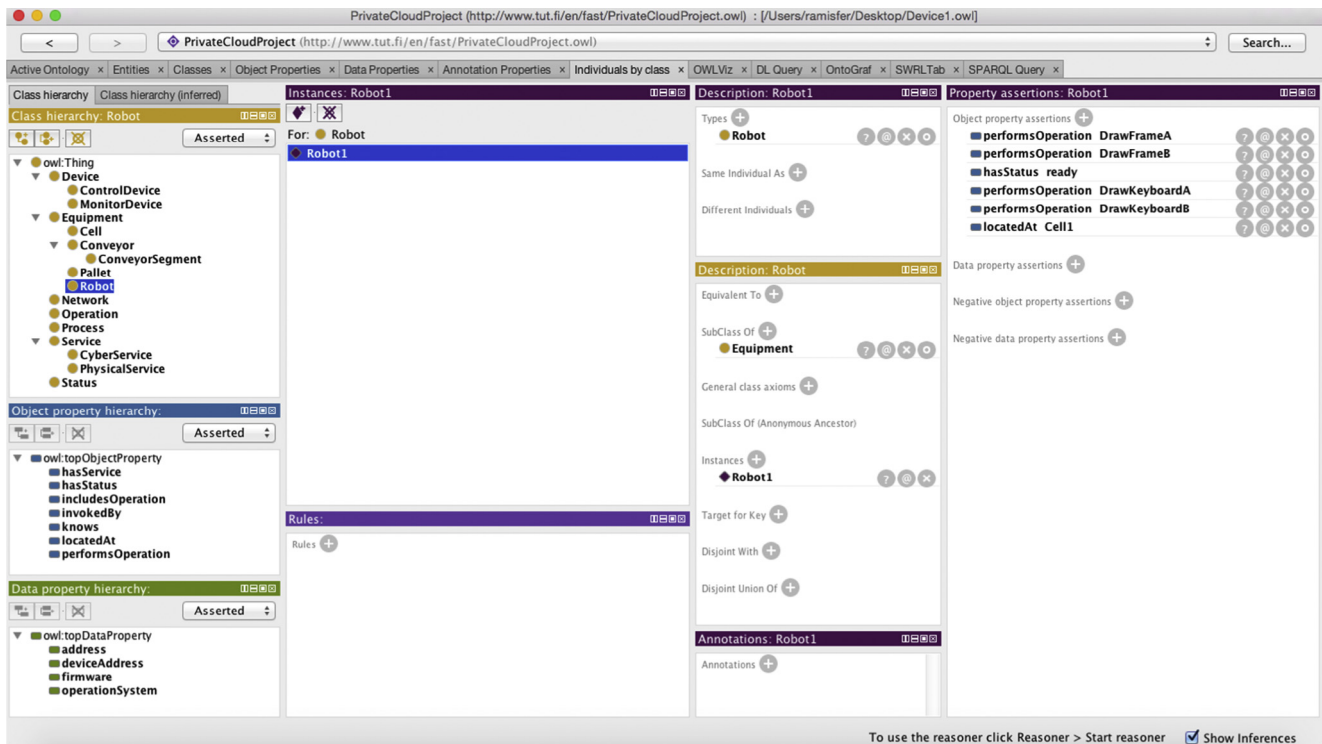 PrivateCloudProject (http://www.tut.fi/en/fast/PrivateCloudProject.owl) : [/Users/ramisfer/Desktop/Device1.owl]
< > PrivateCloudProject (http://www.tut.fi/en/fast/PrivateCloudProject.owl) Search...
Active Ontology × Entities × Classes × Object Properties × Data Properties × Annotation Properties × Individuals by class × OWLViz × DL Query × OntoGraf × SWRLTab × SPARQL Query ×
Class hierarchy Class hierarchy (inferred)
Class hierarchy: Robot
Asserted
owl:Thing
Device
ControlDevice
MonitorDevice
Equipment
Cell
Conveyor
ConveyorSegment
Pallet
Robot
Network
Operation
Process
Service
CyberService
PhysicalService
Status
Object property hierarchy:
Asserted
owl:topObjectProperty
hasService
hasStatus
includesOperation
invokedBy
knows
locatedAt
performsOperation
Data property hierarchy:
Asserted
owl:topDataProperty
address
deviceAddress
firmware
operationSystem
Instances: Robot1
For: Robot
Robot1
Rules:
Rules
Description: Robot1
Types
Robot
Same Individual As
Different Individuals
Description: Robot
Equivalent To
SubClass Of
Equipment
General class axioms
SubClass Of (Anonymous Ancestor)
Instances
Robot1
Target for Key
Disjoint With
Disjoint Union Of
Annotations: Robot1
Annotations
Property assertions: Robot1
Object property assertions
performsOperation DrawFrameA
performsOperation DrawFrameB
hasStatus ready
performsOperation DrawKeyboardA
performsOperation DrawKeyboardB
locatedAt Cell1
Data property assertions
Negative object property assertions
Negative data property assertions
To use the reasoner click Reasoner > Start reasoner Show Inferences